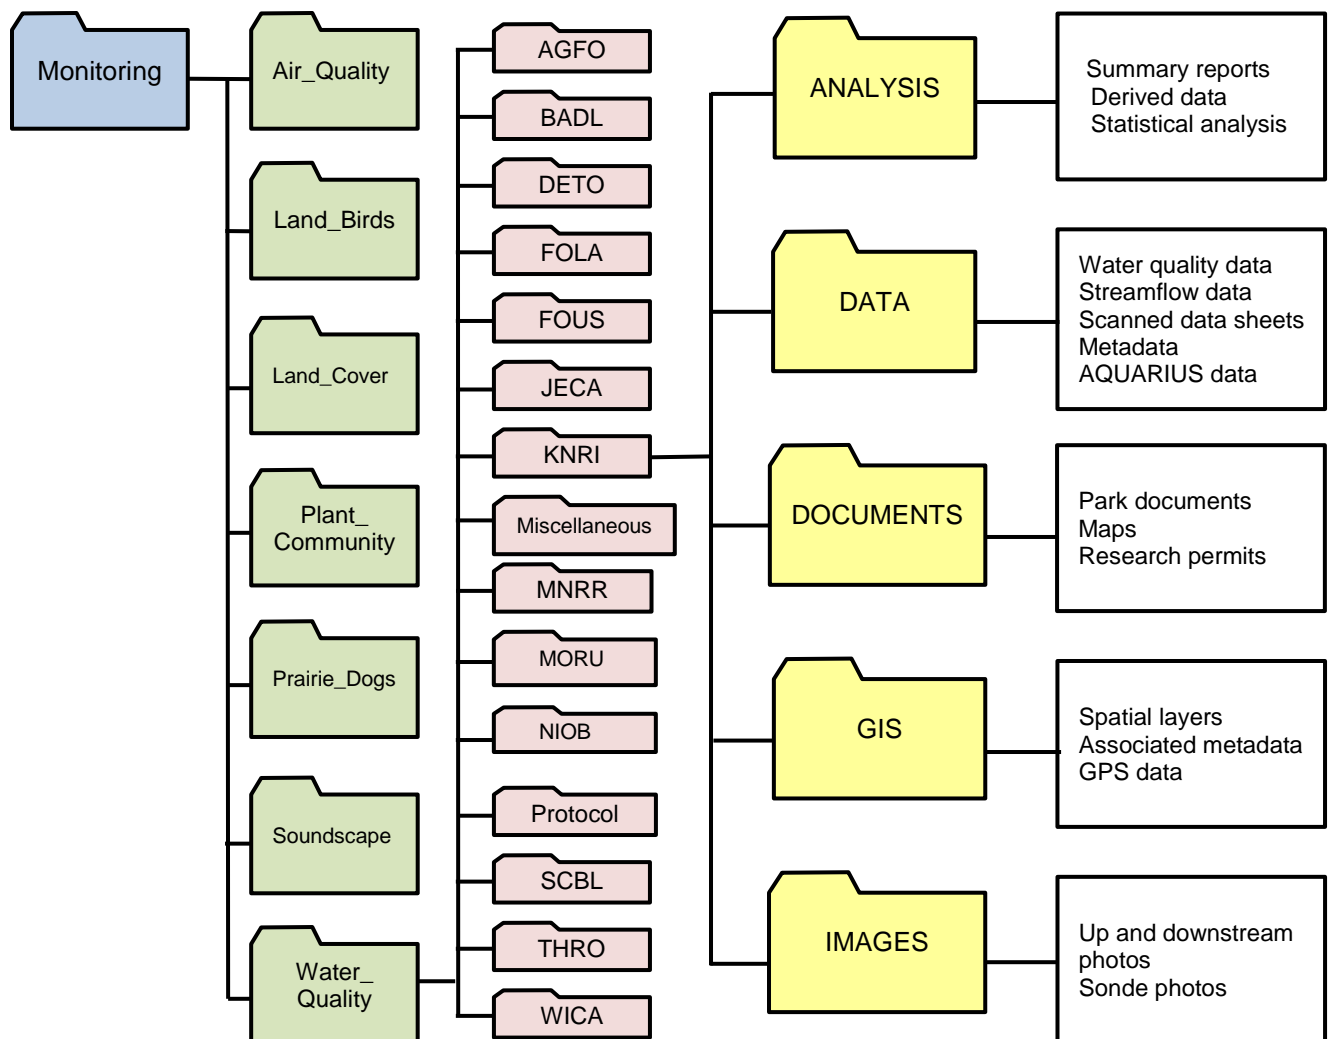 Monitoring
Air_Quality
Land_Birds
Land_Cover
Plant_
Community
Prairie_Dogs
Soundscape
Water_
Quality
AGFO
BADL
DETO
FOLA
FOUS
JECA
KNRI
Miscellaneous
MNRR
MORU
NIOB
Protocol
SCBL
THRO
WICA
ANALYSIS
DATA
DOCUMENTS
GIS
IMAGES
Summary reports
Derived data
Statistical analysis
Water quality data
Streamflow data
Scanned data sheets
Metadata
AQUARIUS data
Park documents
Maps
Research permits
Spatial layers
Associated metadata
GPS data
Up and downstream
photos
Sonde photos